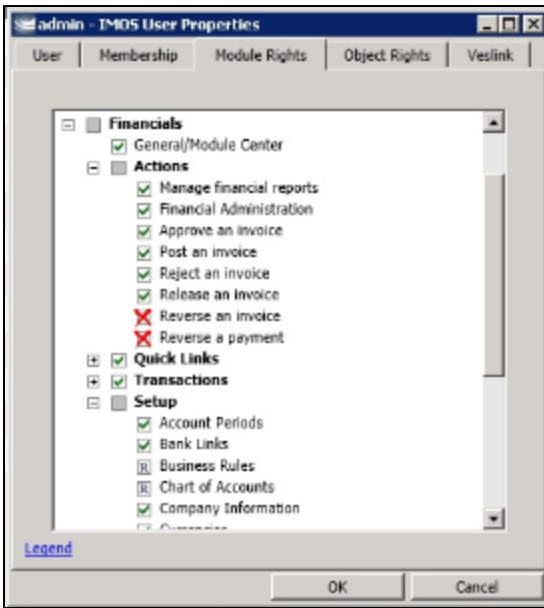 admin - IMOS User Properties
User Membership Module Rights Object Rights Veslink
Financials
General/Module Center
Actions
Manage financial reports
Financial Administration
Approve an invoice
Post an invoice
Reject an invoice
Release an invoice
Reverse an invoice
Reverse a payment
Quick Links
Transactions
Setup
Account Periods
Bank Links
R Business Rules
R Chart of Accounts
Company Information
Legend
OK Cancel